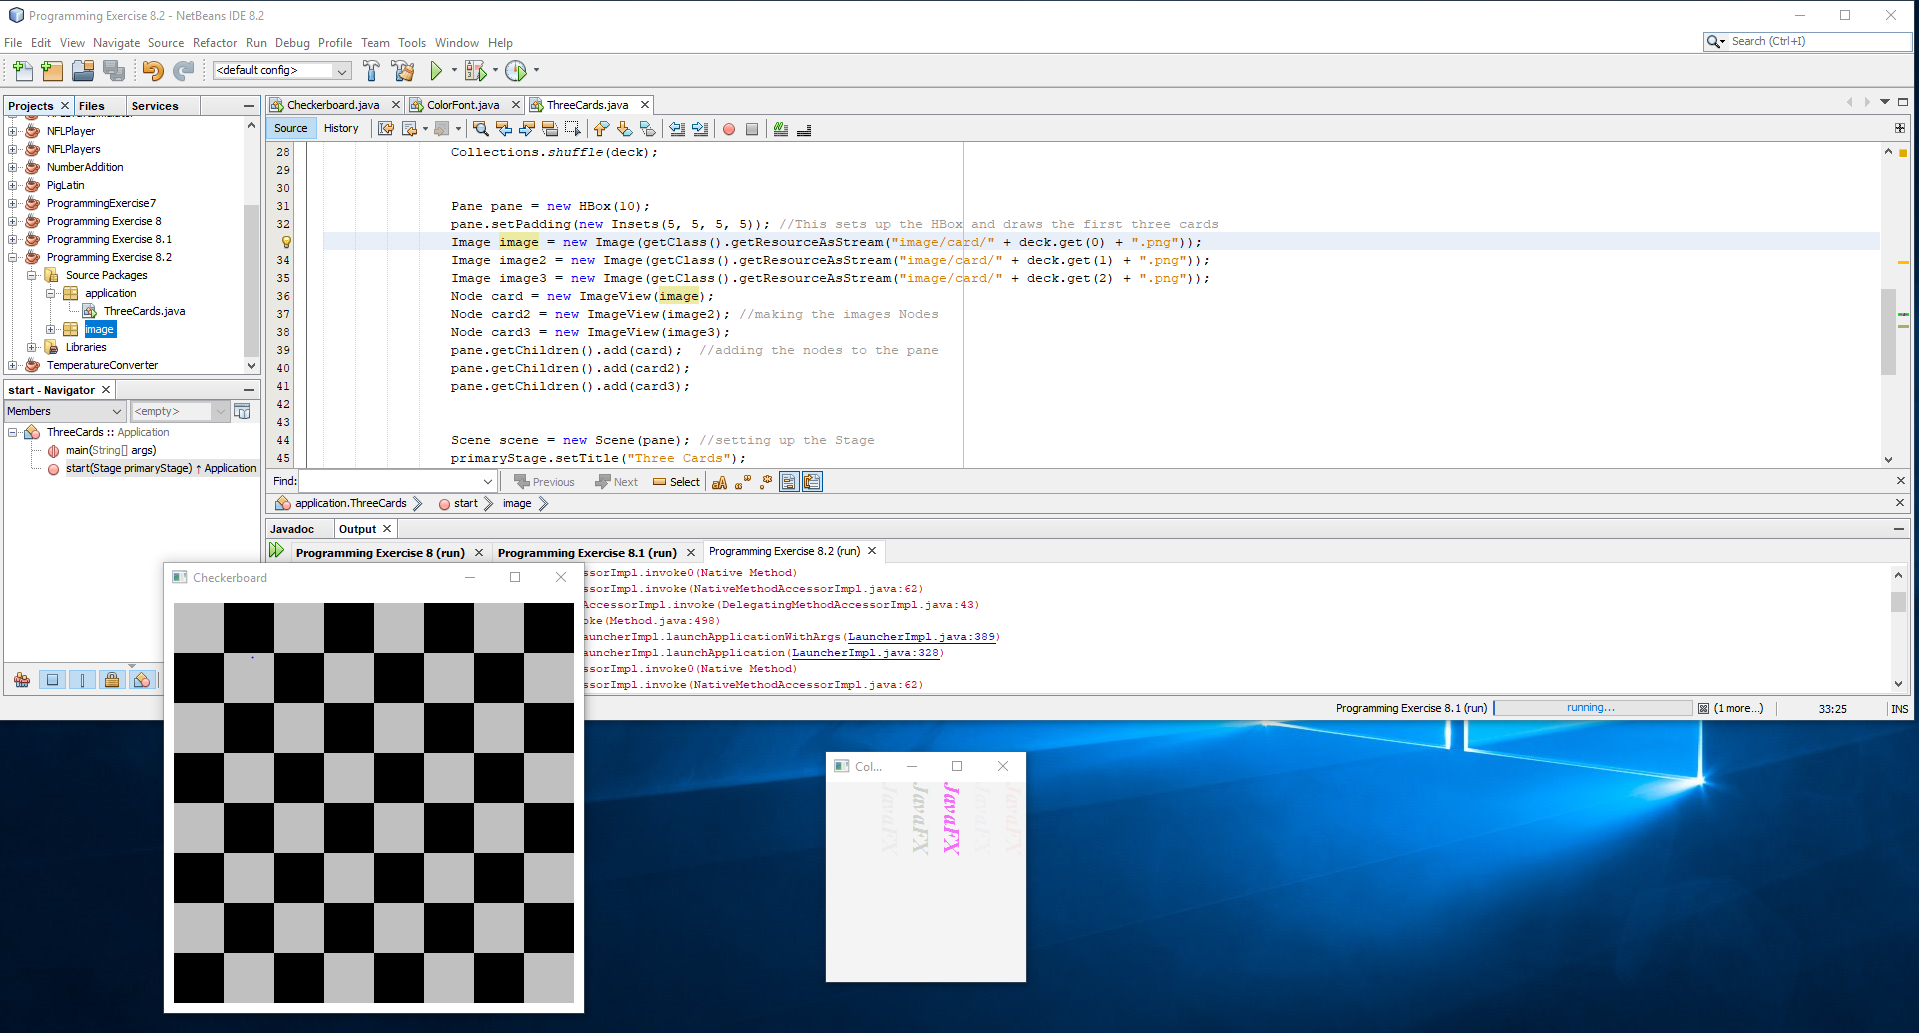 Programming Exercise 8.2 - NetBeans IDE 8.2
File Edit View Navigate Source Refactor Run Debug Profile Team Tools Window Help
Search (Ctrl+I)
<default config>
Projects Files Services
NFLPlayer
NFLPlayers
NumberAddition
PigLatin
ProgrammingExercise7
Programming Exercise 8
Programming Exercise 8.1
Programming Exercise 8.2
Source Packages
application
ThreeCards.java
image
Libraries
TemperatureConverter
start - Navigator
Members <empty>
ThreeCards :: Application
main(String[] args)
start(Stage primaryStage) ↑ Application
Checkerboard.java ColorFont.java ThreeCards.java
Source History
28 Collections.shuffle(deck);
29
30
31 Pane pane = new HBox(10);
32 pane.setPadding(new Insets(5, 5, 5, 5)); //This sets up the HBox and draws the first three cards
Image image = new Image(getClass().getResourceAsStream("image/card/" + deck.get(0) + ".png"));
34 Image image2 = new Image(getClass().getResourceAsStream("image/card/" + deck.get(1) + ".png"));
35 Image image3 = new Image(getClass().getResourceAsStream("image/card/" + deck.get(2) + ".png"));
36 Node card = new ImageView(image);
37 Node card2 = new ImageView(image2); //making the images Nodes
38 Node card3 = new ImageView(image3);
39 pane.getChildren().add(card); //adding the nodes to the pane
40 pane.getChildren().add(card2);
41 pane.getChildren().add(card3);
42
43
44 Scene scene = new Scene(pane); //setting up the Stage
45 primaryStage.setTitle("Three Cards");
Find: Previous Next Select
application.ThreeCards start image
Javadoc Output
Programming Exercise 8 (run) Programming Exercise 8.1 (run) Programming Exercise 8.2 (run)
ssorImpl.invoke0(Native Method)
ssorImpl.invoke(NativeMethodAccessorImpl.java:62)
AccessorImpl.invoke(DelegatingMethodAccessorImpl.java:43)
oke(Method.java:498)
auncherImpl.launchApplicationWithArgs(LauncherImpl.java:389)
auncherImpl.launchApplication(LauncherImpl.java:328)
ssorImpl.invoke0(Native Method)
ssorImpl.invoke(NativeMethodAccessorImpl.java:62)
Programming Exercise 8.1 (run) running... (1 more...) 33:25 INS
Checkerboard
Col...
JavaFX
JavaFX
JavaFX
JavaFX
JavaFX